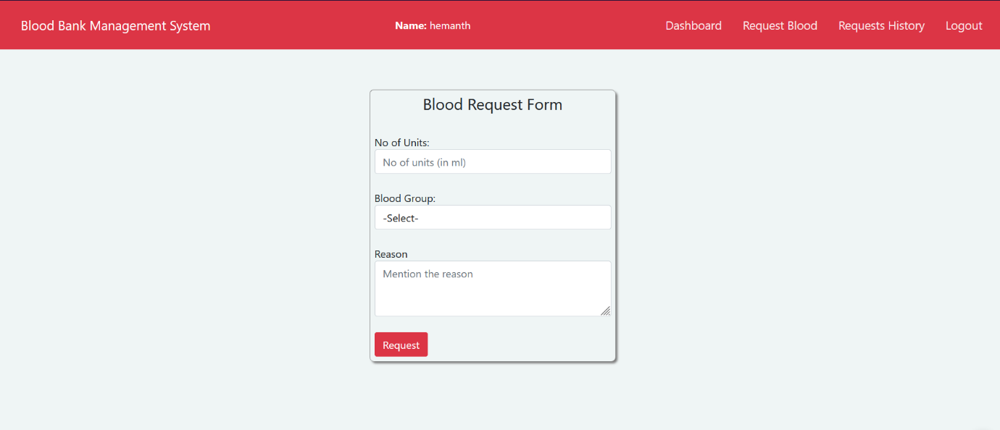 Blood Bank Management System
Name: hemanth
Dashboard
Request Blood
Requests History
Logout
Blood Request Form
No of Units:
No of units (in ml)
Blood Group:
-Select-
Reason
Mention the reason
Request